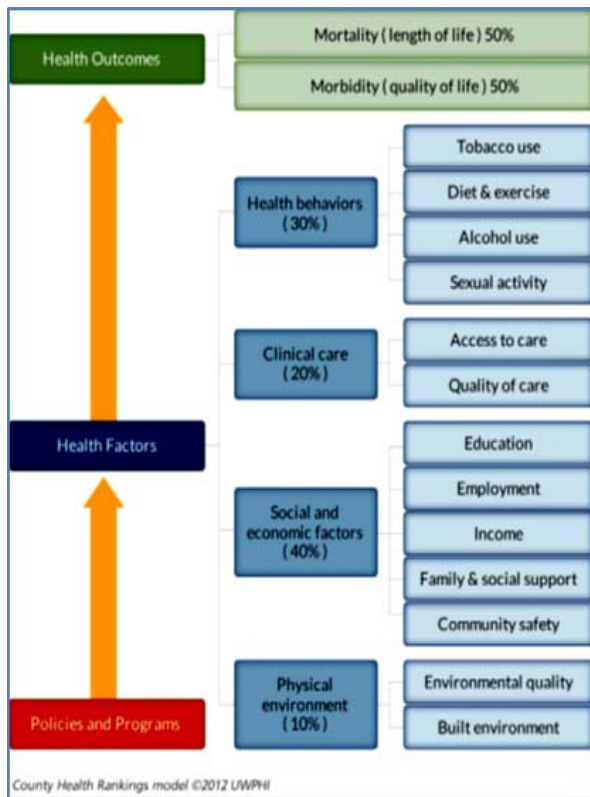 Health Outcomes
Mortality ( length of life ) 50%
Morbidity ( quality of life ) 50%
Health Factors
Health behaviors
( 30% )
Tobacco use
Diet & exercise
Alcohol use
Sexual activity
Clinical care
( 20% )
Access to care
Quality of care
Social and
economic factors
( 40% )
Education
Employment
Income
Family & social support
Community safety
Policies and Programs
Physical
environment
( 10% )
Environmental quality
Built environment
County Health Rankings model ©2012 UWPHI